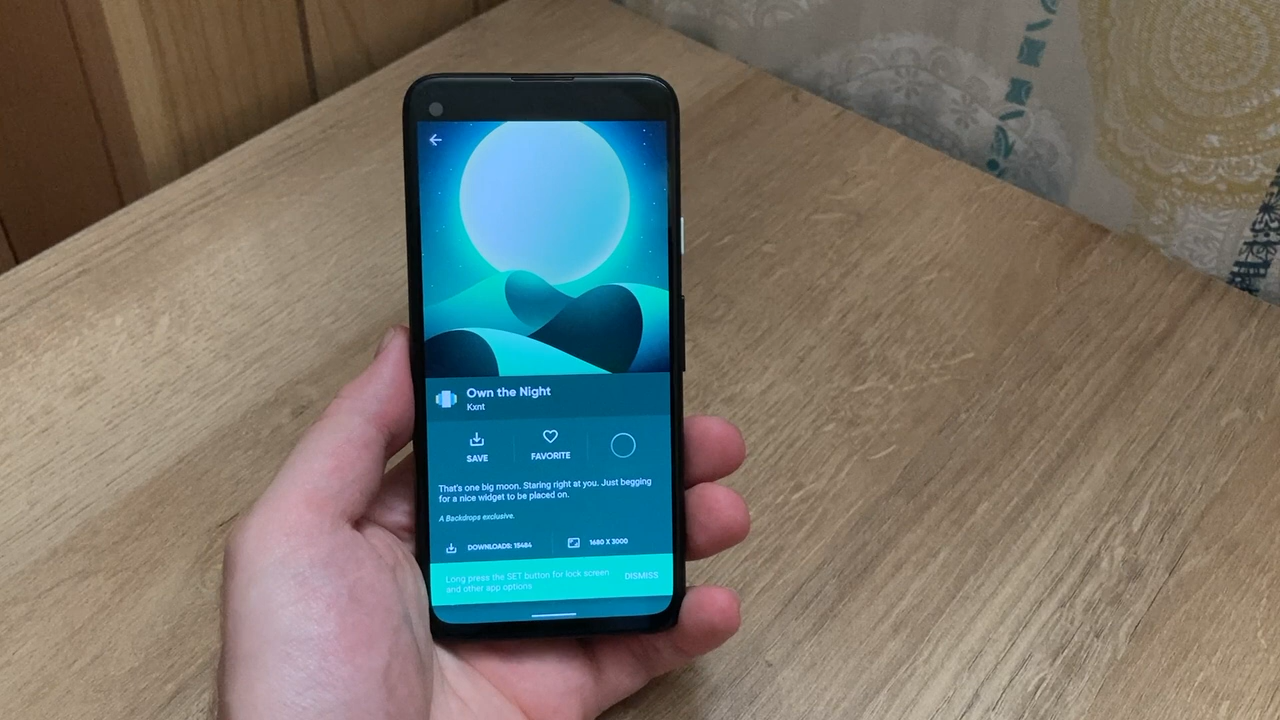 Own the Night
Kxnt
SAVE
FAVORITE
That's one big moon. Staring right at you. Just begging
for a nice widget to be placed on.
A Backdrops exclusive.
DOWNLOADS: 15484
1680 X 3000
Long press the SET button for lock screen
and other app options
DISMISS